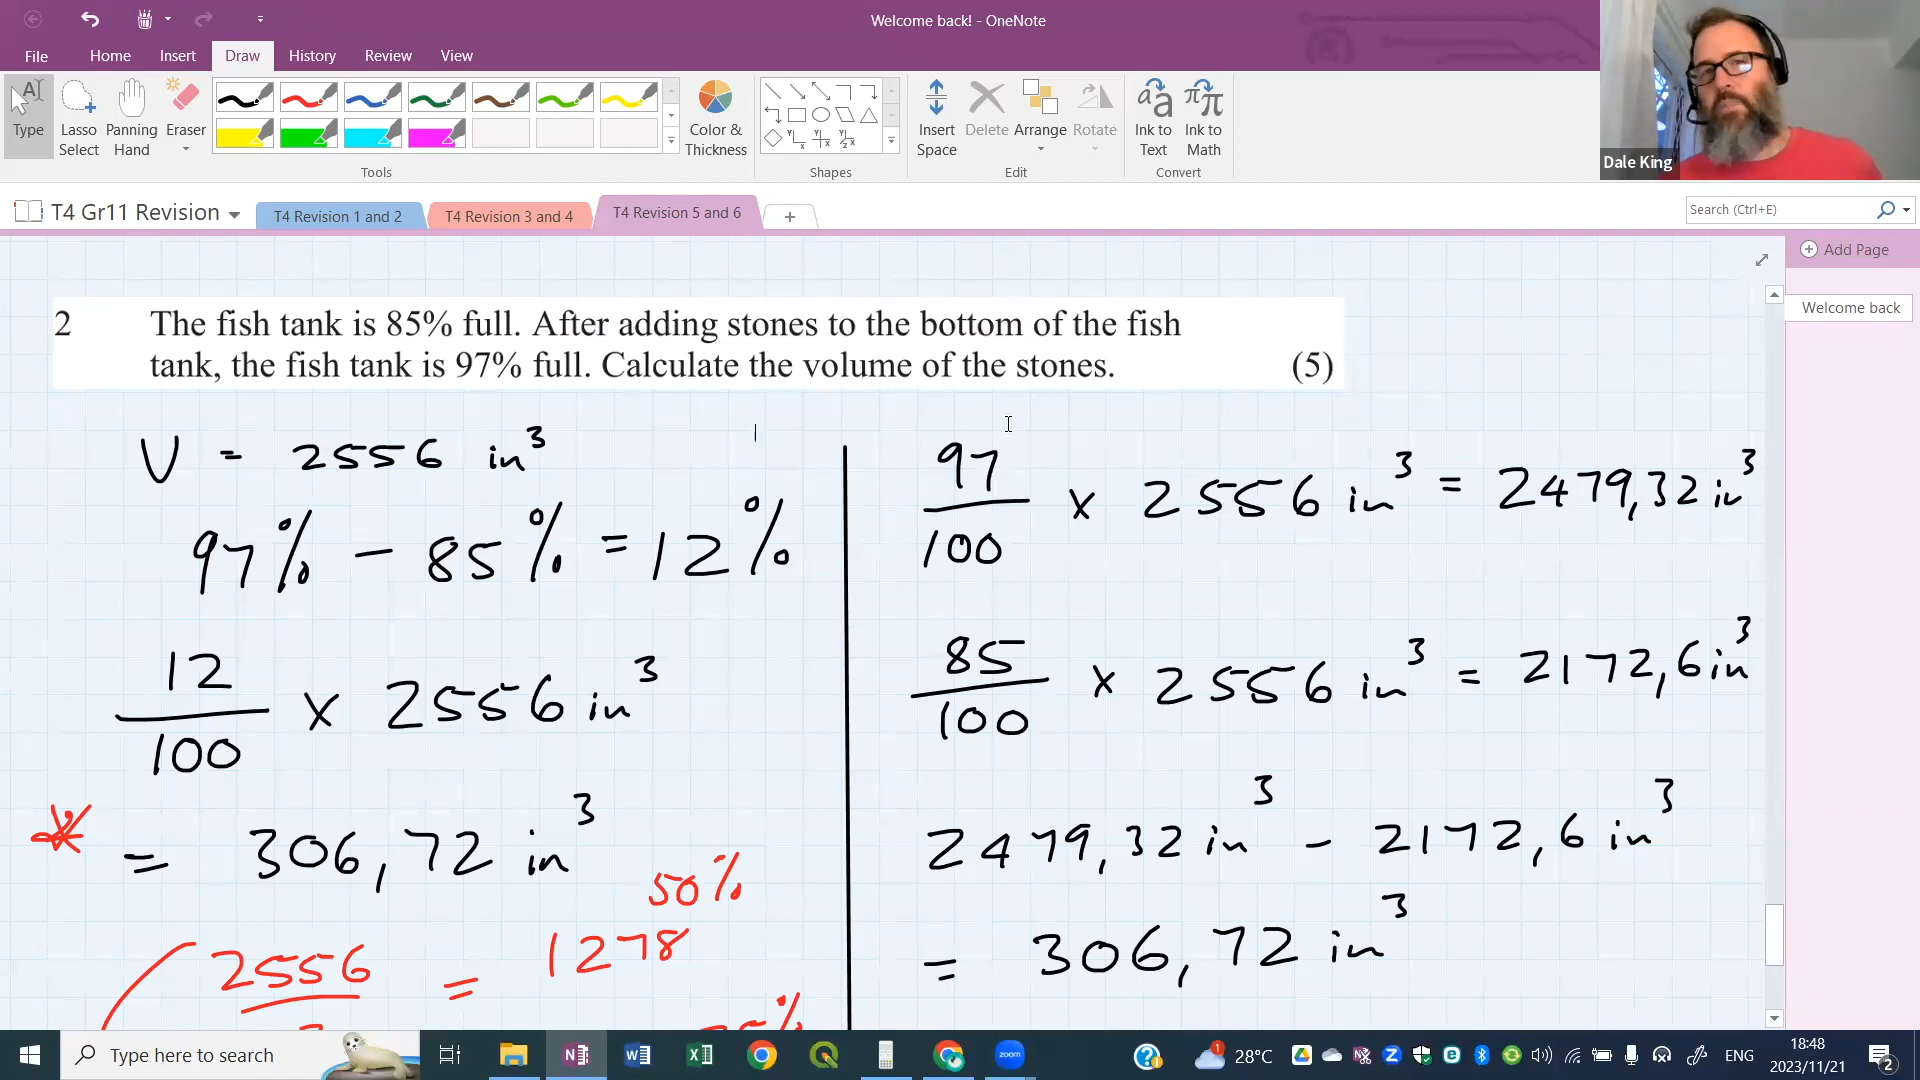 Welcome back! - OneNote
File Home Insert Draw History Review View
Type
Lasso Select
Panning Hand
Eraser
Color & Thickness
Insert Space
Delete
Arrange
Rotate
Ink to Text
Ink to Math
Tools
Shapes
Edit
Convert
Dale King
T4 Gr11 Revision
T4 Revision 1 and 2
T4 Revision 3 and 4
T4 Revision 5 and 6
Search (Ctrl+E)
Add Page
Welcome back
2 The fish tank is 85% full. After adding stones to the bottom of the fish
tank, the fish tank is 97% full. Calculate the volume of the stones. (5)
V = 2556 in³
97% - 85% = 12%
12/100 × 2556 in³
= 306,72 in³
50%
2556 = 1278
97/100 × 2556 in³ = 2479,32 in³
85/100 × 2556 in³ = 2172,6 in³
2479,32 in³ - 2172,6 in³
= 306,72 in³
Type here to search
zoom
28°C
ENG
18:48
2023/11/21
2